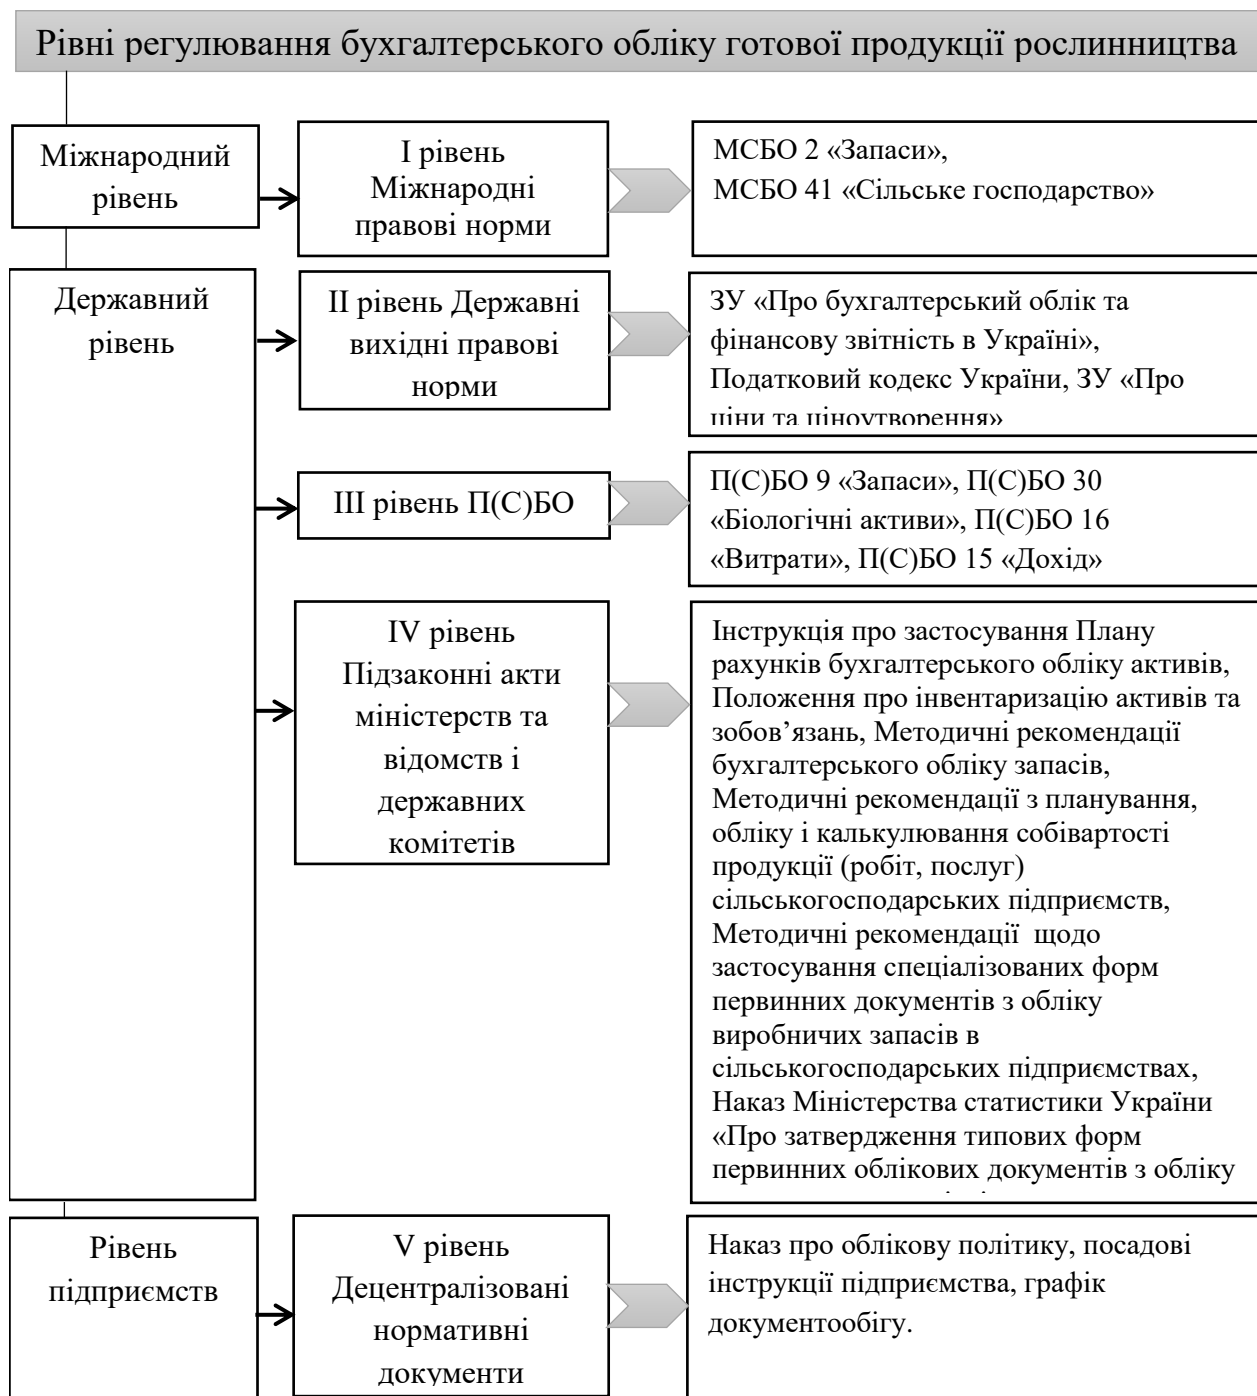 Рівні регулювання бухгалтерського обліку готової продукції рослинництва
Міжнародний
рівень
І рівень
Міжнародні
правові норми
МСБО 2 «Запаси»,
МСБО 41 «Сільське господарство»
Державний
рівень
ІІ рівень Державні
вихідні правові
норми
ЗУ «Про бухгалтерський облік та
фінансову звітність в Україні»,
Податковий кодекс України, ЗУ «Про
ціни та ціноутворення»
ІІІ рівень П(С)БО
П(С)БО 9 «Запаси», П(С)БО 30
«Біологічні активи», П(С)БО 16
«Витрати», П(С)БО 15 «Дохід»
IV рівень
Підзаконні акти
міністерств та
відомств і
державних
комітетів
Інструкція про застосування Плану
рахунків бухгалтерського обліку активів,
Положення про інвентаризацію активів та
зобов’язань, Методичні рекомендації
бухгалтерського обліку запасів,
Методичні рекомендації з планування,
обліку і калькулювання собівартості
продукції (робіт, послуг)
сільськогосподарських підприємств,
Методичні рекомендації  щодо
застосування спеціалізованих форм
первинних документів з обліку
виробничих запасів в
сільськогосподарських підприємствах,
Наказ Міністерства статистики України
«Про затвердження типових форм
первинних облікових документів з обліку
Рівень
підприємств
V рівень
Децентралізовані
нормативні
документи
Наказ про облікову політику, посадові
інструкції підприємства, графік
документообігу.